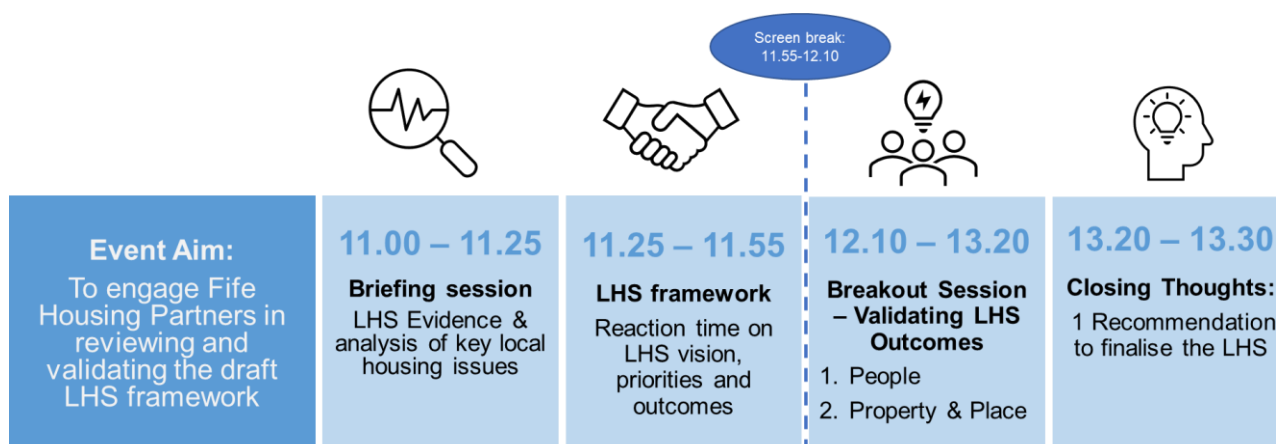 Screen break:
11.55-12.10
Event Aim:
To engage Fife
Housing Partners in
reviewing and
validating the draft
LHS framework
11.00 – 11.25
Briefing session
LHS Evidence &
analysis of key local
housing issues
11.25 – 11.55
LHS framework
Reaction time on
LHS vision,
priorities and
outcomes
12.10 – 13.20
Breakout Session
– Validating LHS
Outcomes
1. People
2. Property & Place
13.20 – 13.30
Closing Thoughts:
1 Recommendation
to finalise the LHS